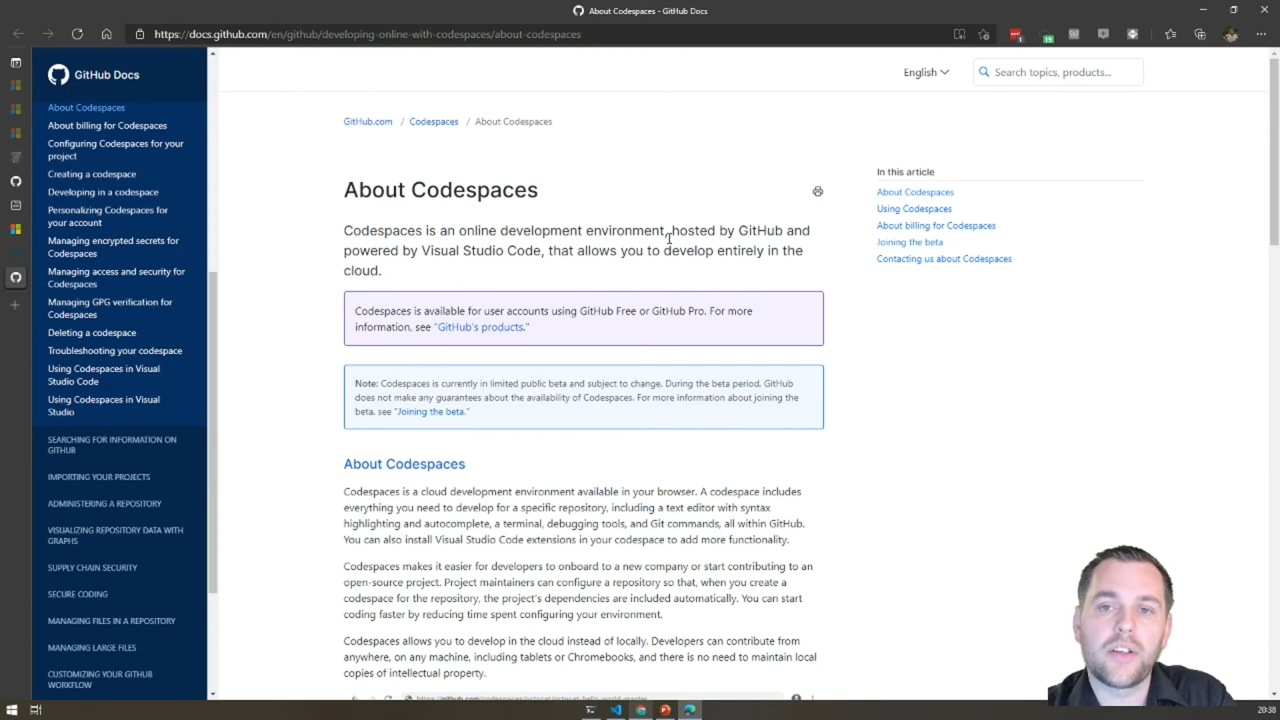 About Codespaces - GitHub Docs
https://docs.github.com/en/github/developing-online-with-codespaces/about-codespaces
GitHub Docs
About Codespaces
About billing for Codespaces
Configuring Codespaces for your
project
Creating a codespace
Developing in a codespace
Personalizing Codespaces for
your account
Managing encrypted secrets for
Codespaces
Managing access and security for
Codespaces
Managing GPG verification for
Codespaces
Deleting a codespace
Troubleshooting your codespace
Using Codespaces in Visual
Studio Code
Using Codespaces in Visual
Studio
SEARCHING FOR INFORMATION ON
GITHUB
IMPORTING YOUR PROJECTS
ADMINISTERING A REPOSITORY
VISUALIZING REPOSITORY DATA WITH
GRAPHS
SUPPLY CHAIN SECURITY
SECURE CODING
MANAGING FILES IN A REPOSITORY
MANAGING LARGE FILES
CUSTOMIZING YOUR GITHUB
WORKFLOW
English
Search topics, products...
GitHub.com / Codespaces / About Codespaces
About Codespaces
Codespaces is an online development environment, hosted by GitHub and
powered by Visual Studio Code, that allows you to develop entirely in the
cloud.
Codespaces is available for user accounts using GitHub Free or GitHub Pro. For more
information, see "GitHub's products."
Note: Codespaces is currently in limited public beta and subject to change. During the beta period, GitHub
does not make any guarantees about the availability of Codespaces. For more information about joining the
beta, see "Joining the beta."
About Codespaces
Codespaces is a cloud development environment available in your browser. A codespace includes
everything you need to develop for a specific repository, including a text editor with syntax
highlighting and autocomplete, a terminal, debugging tools, and Git commands, all within GitHub.
You can also install Visual Studio Code extensions in your codespace to add more functionality.
Codespaces makes it easier for developers to onboard to a new company or start contributing to an
open-source project. Project maintainers can configure a repository so that, when you create a
codespace for the repository, the project's dependencies are included automatically. You can start
coding faster by reducing time spent configuring your environment.
Codespaces allows you to develop in the cloud instead of locally. Developers can contribute from
anywhere, on any machine, including tablets or Chromebooks, and there is no need to maintain local
copies of intellectual property.
In this article
About Codespaces
Using Codespaces
About billing for Codespaces
Joining the beta
Contacting us about Codespaces
20:38